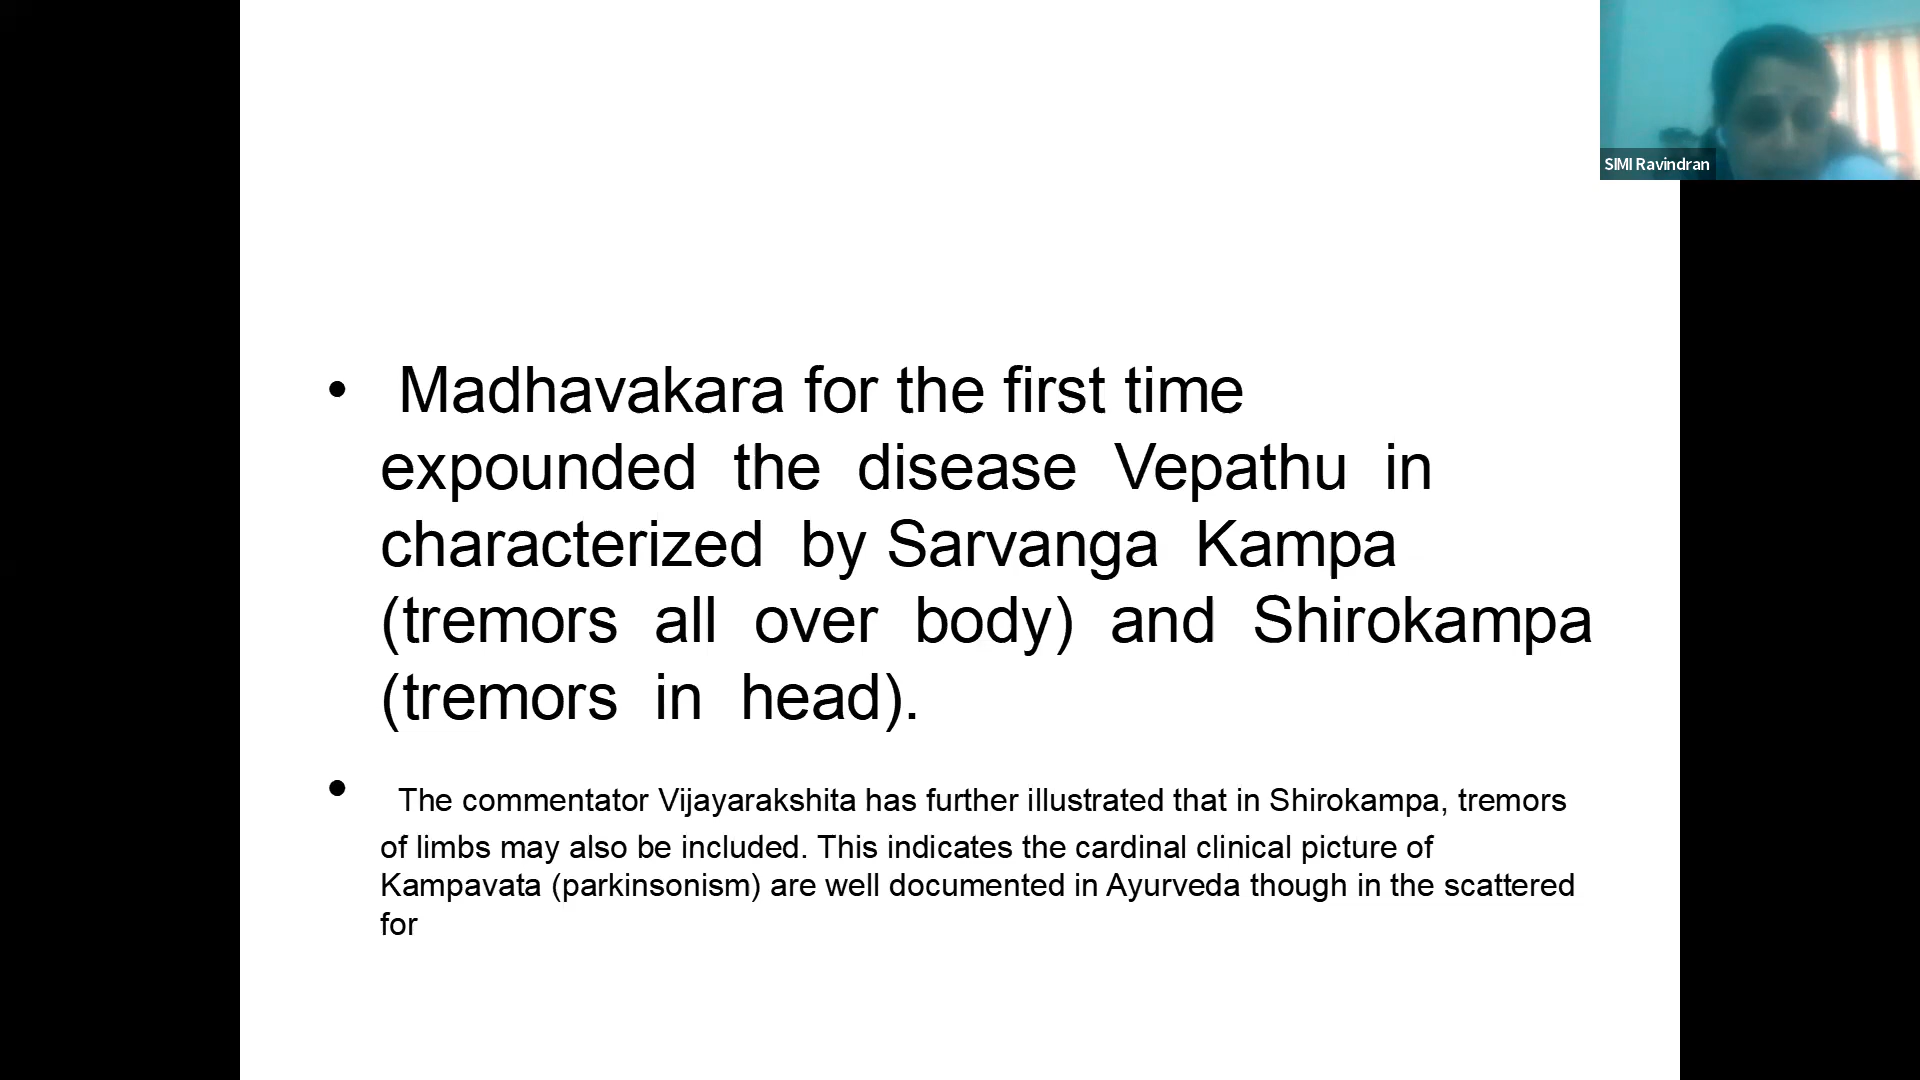 SIMI Ravindran
• Madhavakara for the first time
expounded the disease Vepathu in
characterized by Sarvanga Kampa
(tremors all over body) and Shirokampa
(tremors in head).
• The commentator Vijayarakshita has further illustrated that in Shirokampa, tremors
of limbs may also be included. This indicates the cardinal clinical picture of
Kampavata (parkinsonism) are well documented in Ayurveda though in the scattered
for